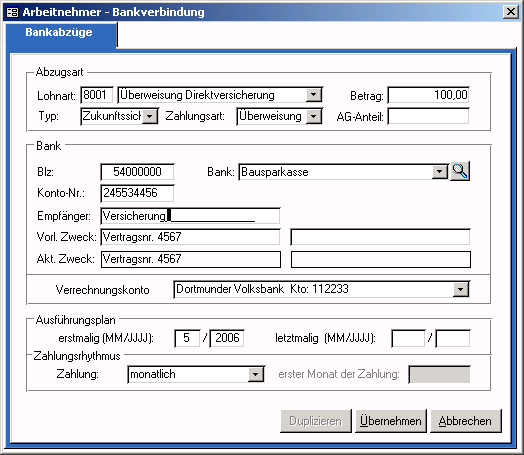 Arbeitnehmer - Bankverbindung
Bankabzüge
Abzugsart
Lohnart: 8001 Überweisung Direktversicherung Betrag: 100,00
Typ: Zukunftssich Zahlungsart: Überweisung AG-Anteil:
Bank
Blz: 54000000 Bank: Bausparkasse
Konto-Nr.: 245534456
Empfänger: Versicherung
Vorl. Zweck: Vertragsnr. 4567
Akt. Zweck: Vertragsnr. 4567
Verrechnungskonto Dortmunder Volksbank Kto: 112233
Ausführungsplan
erstmalig (MM/JJJJ): 5 / 2006 letztmalig (MM/JJJJ): /
Zahlungsrhythmus
Zahlung: monatlich erster Monat der Zahlung:
Duplizieren Übernehmen Abbrechen